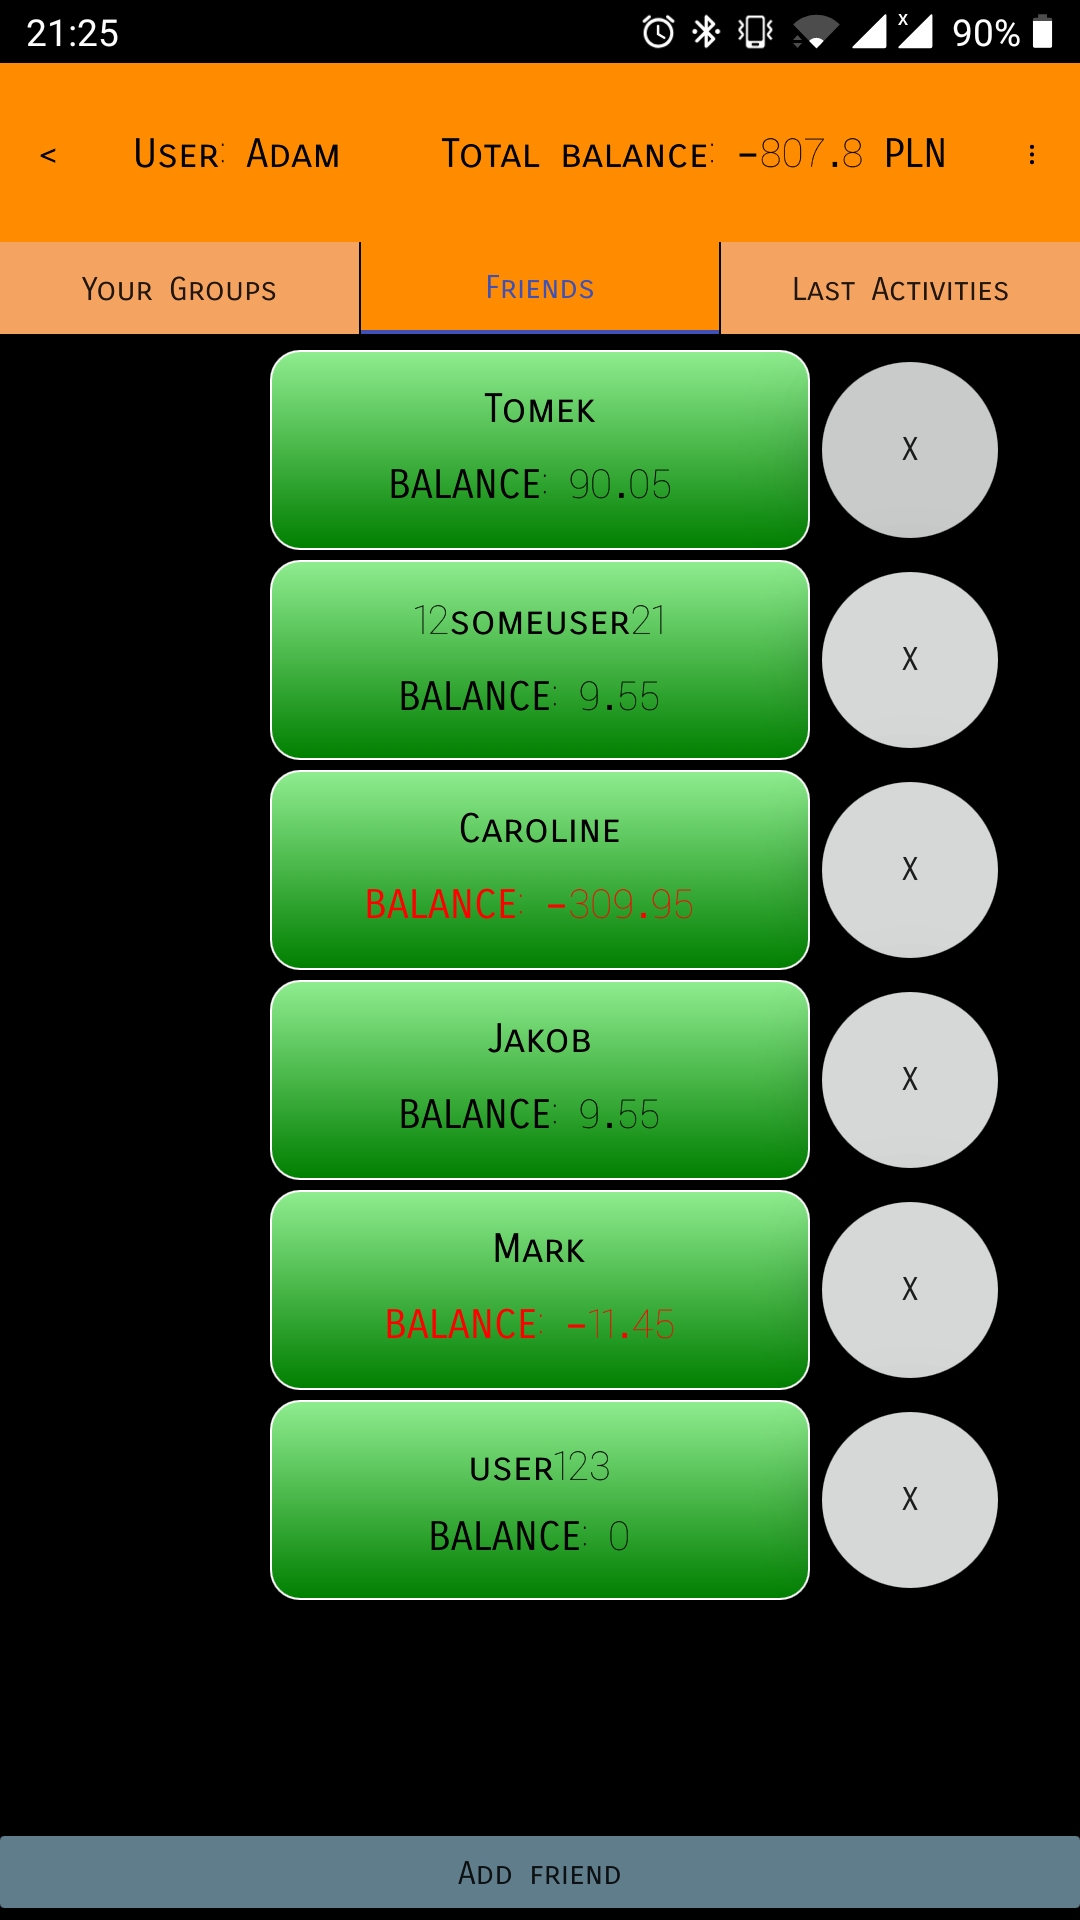 21:25 x 90%
< User: Adam Total balance: -807.8 PLN
Your Groups Friends Last Activities
Tomek
BALANCE: 90.05
X
12someuser21
BALANCE: 9.55
X
Caroline
BALANCE: -309.95
X
Jakob
BALANCE: 9.55
X
Mark
BALANCE: -11.45
X
user123
BALANCE: 0
X
Add friend